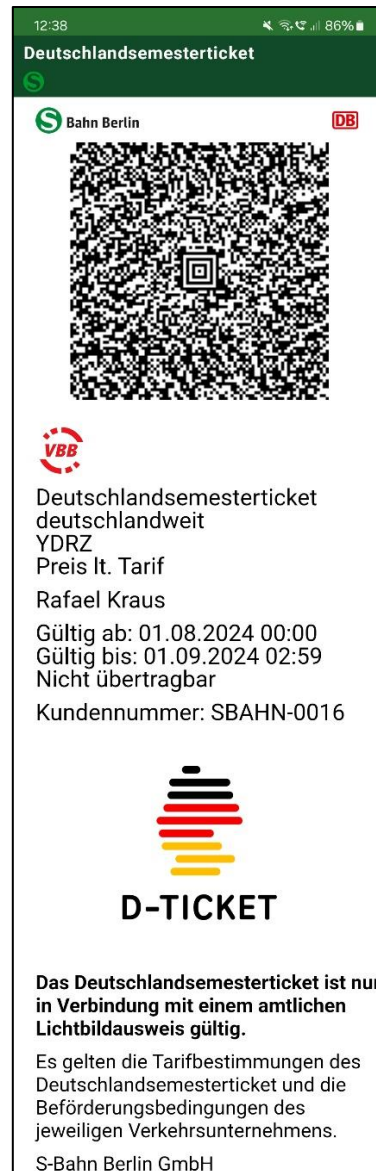 12:38
86%
Deutschlandsemesterticket
S
S Bahn Berlin
DB
VBB
Deutschlandsemesterticket
deutschlandweit
YDRZ
Preis lt. Tarif
Rafael Kraus
Gültig ab: 01.08.2024 00:00
Gültig bis: 01.09.2024 02:59
Nicht übertragbar
Kundennummer: SBAHN-0016
D-TICKET
Das Deutschlandsemesterticket ist nur
in Verbindung mit einem amtlichen
Lichtbildausweis gültig.
Es gelten die Tarifbestimmungen des
Deutschlandsemesterticket und die
Beförderungsbedingungen des
jeweiligen Verkehrsunternehmens.
S-Bahn Berlin GmbH